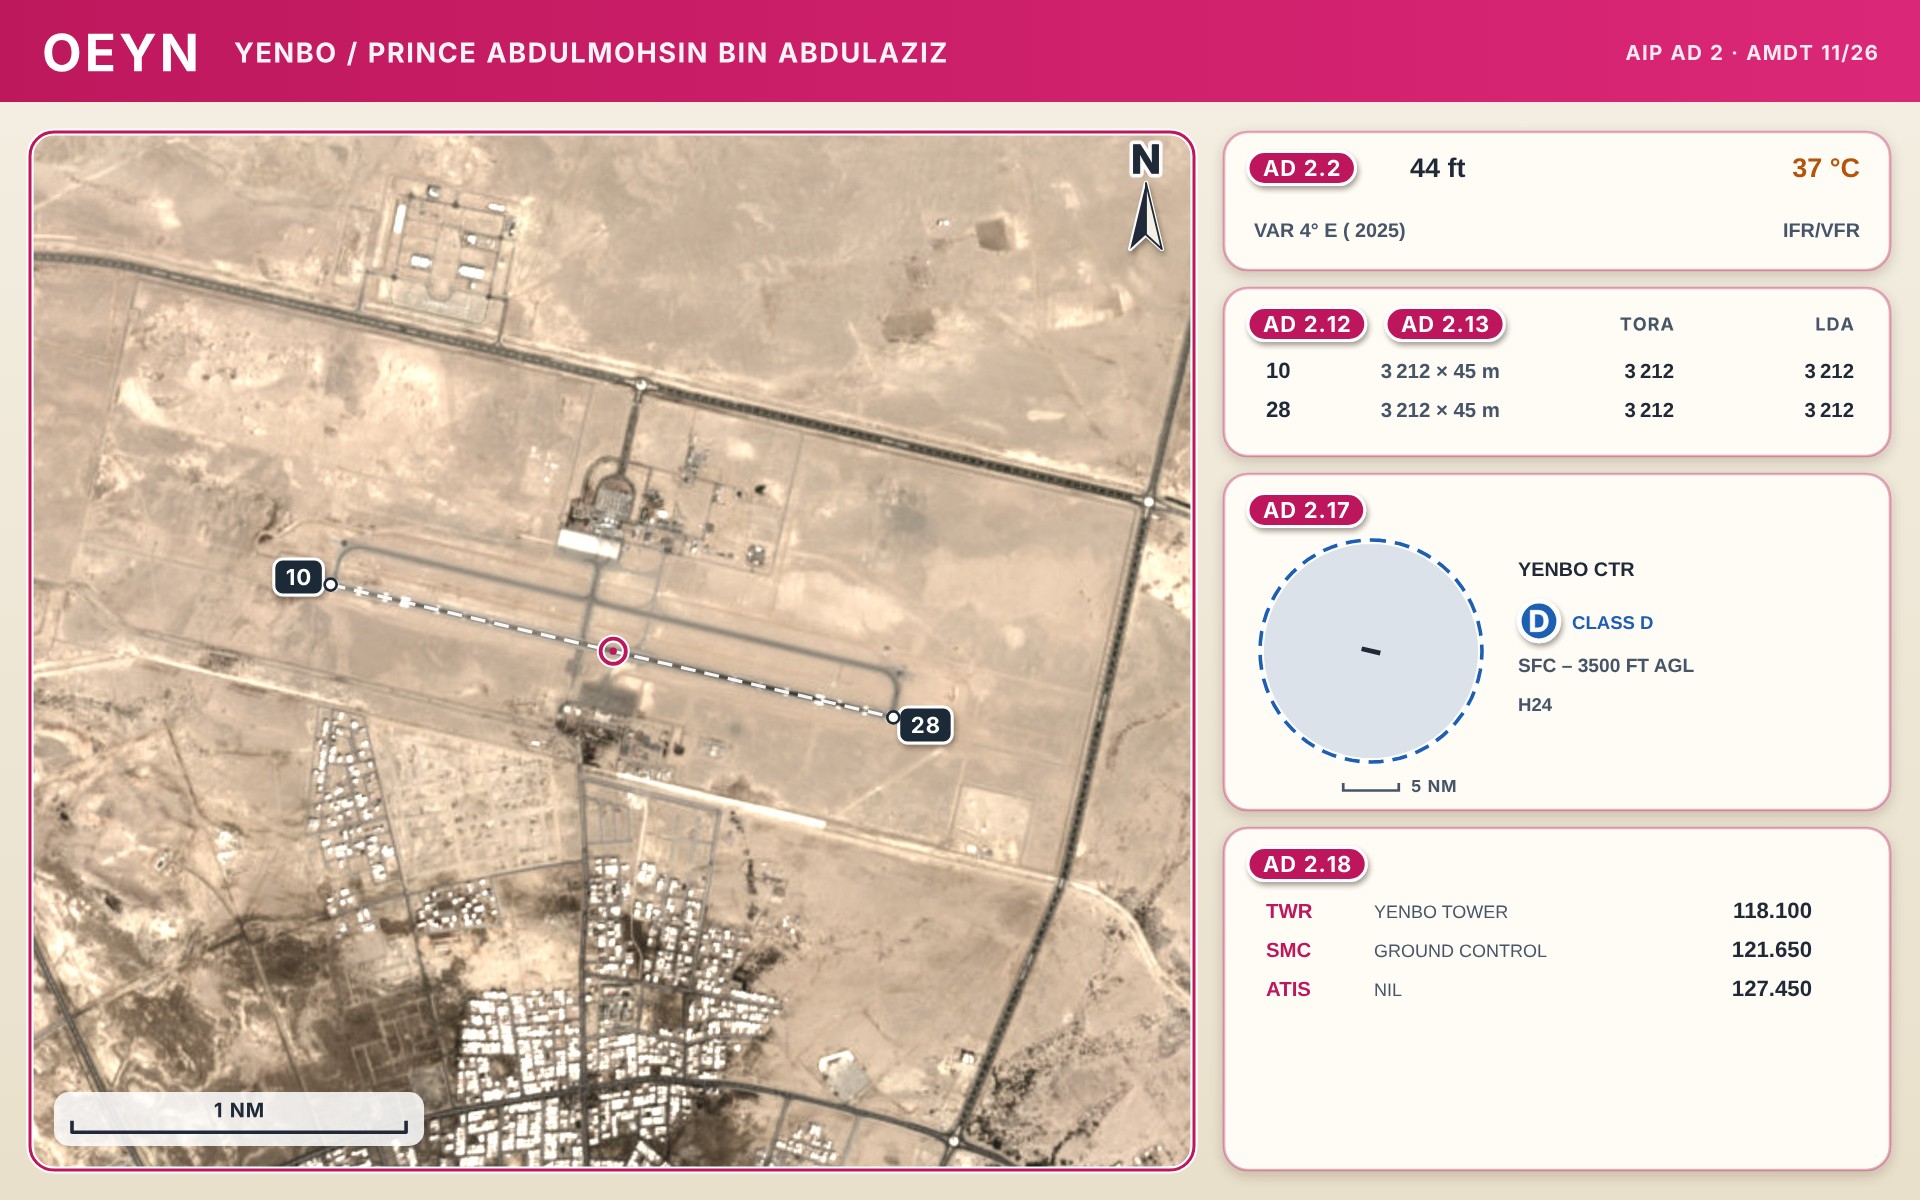 OEYN YENBO / PRINCE ABDULMOHSIN BIN ABDULAZIZ AIP AD 2 · AMDT 11/26
N
10
28
1 NM
AD 2.2 44 ft 37 °C
VAR 4° E ( 2025) IFR/VFR
AD 2.12 AD 2.13 TORA LDA
10 3 212 × 45 m 3 212 3 212
28 3 212 × 45 m 3 212 3 212
AD 2.17
YENBO CTR
D CLASS D
SFC – 3500 FT AGL
H24
5 NM
AD 2.18
TWR YENBO TOWER 118.100
SMC GROUND CONTROL 121.650
ATIS NIL 127.450